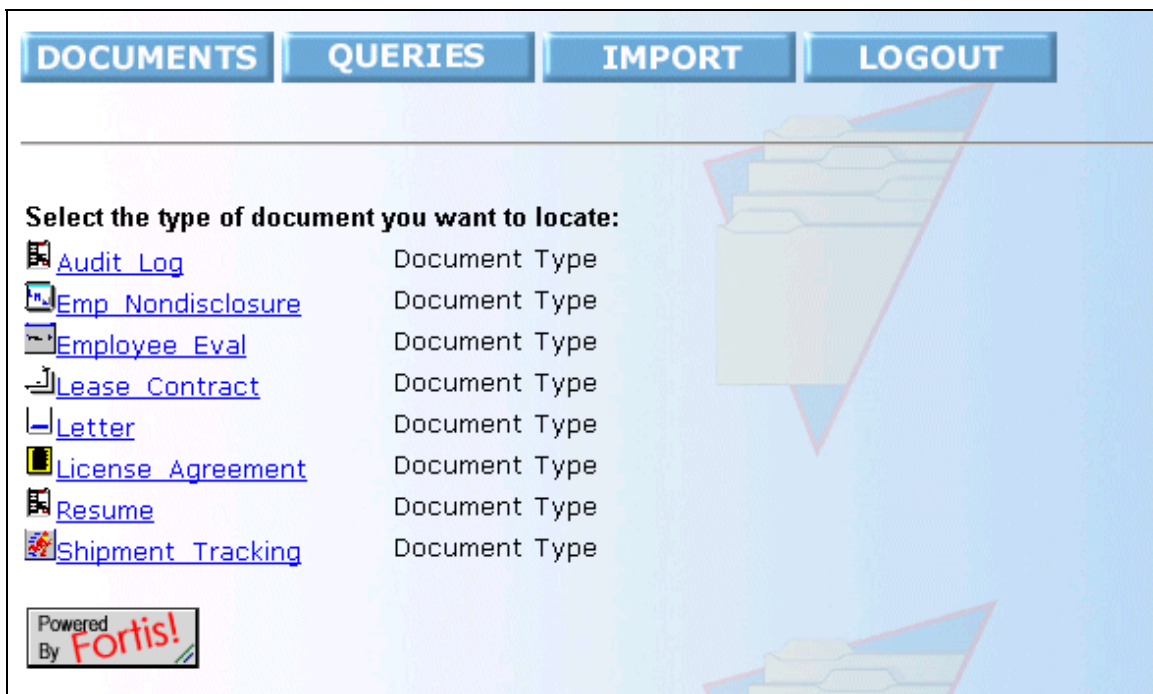 DOCUMENTS QUERIES IMPORT LOGOUT
Select the type of document you want to locate:
Audit Log Document Type
Emp Nondisclosure Document Type
Employee Eval Document Type
Lease Contract Document Type
Letter Document Type
License Agreement Document Type
Resume Document Type
Shipment Tracking Document Type
Powered
By Fortis!